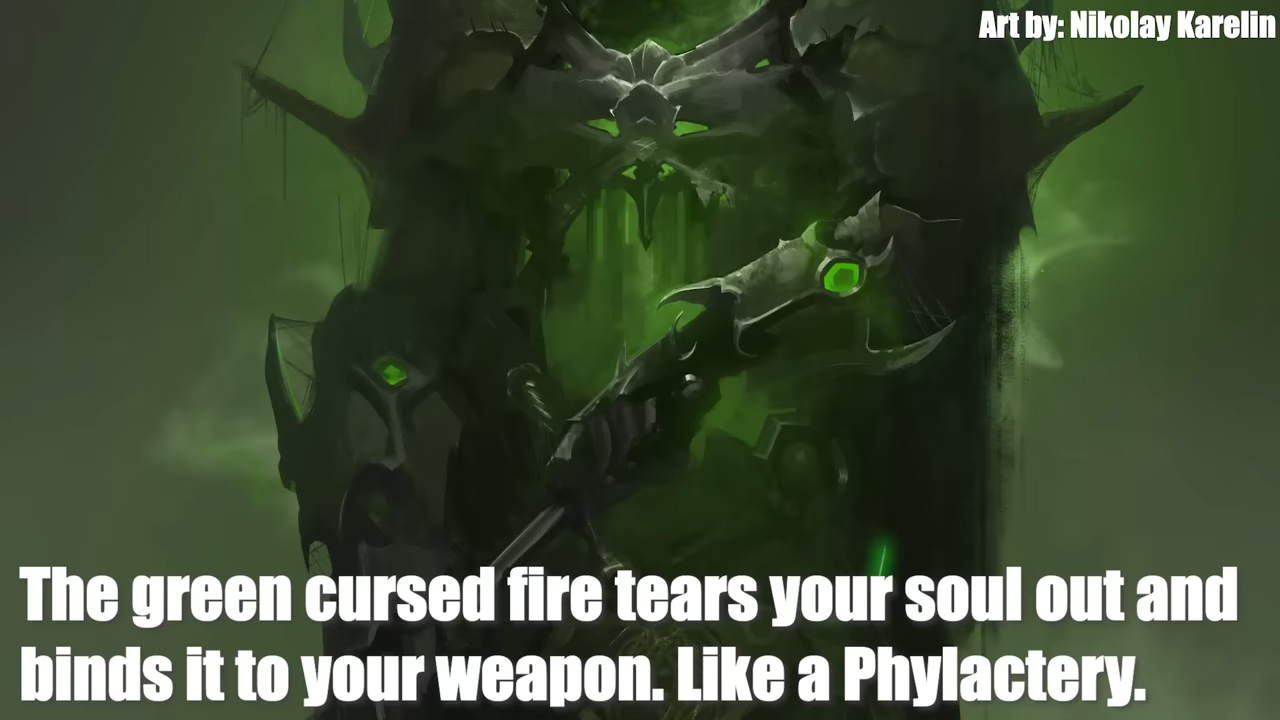 Art by: Nikolay Karelin
The green cursed fire tears your soul out and
binds it to your weapon. Like a Phylactery.